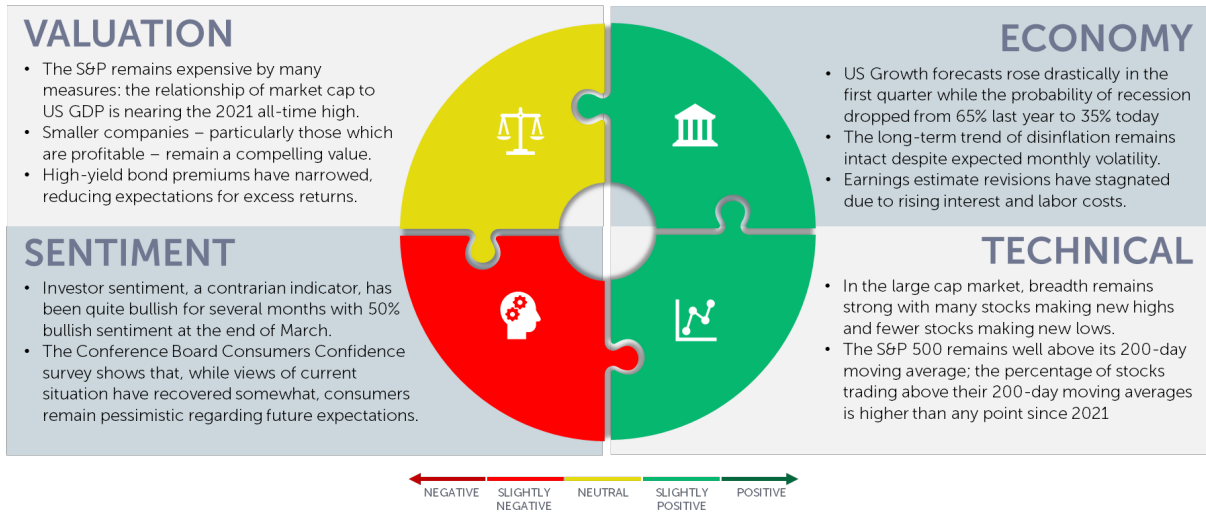 VALUATION
• The S&P remains expensive by many
measures: the relationship of market cap to
US GDP is nearing the 2021 all-time high.
• Smaller companies – particularly those which
are profitable – remain a compelling value.
• High-yield bond premiums have narrowed,
reducing expectations for excess returns.
ECONOMY
• US Growth forecasts rose drastically in the
first quarter while the probability of recession
dropped from 65% last year to 35% today
• The long-term trend of disinflation remains
intact despite expected monthly volatility.
• Earnings estimate revisions have stagnated
due to rising interest and labor costs.
SENTIMENT
• Investor sentiment, a contrarian indicator, has
been quite bullish for several months with 50%
bullish sentiment at the end of March.
• The Conference Board Consumers Confidence
survey shows that, while views of current
situation have recovered somewhat, consumers
remain pessimistic regarding future expectations.
TECHNICAL
• In the large cap market, breadth remains
strong with many stocks making new highs
and fewer stocks making new lows.
• The S&P 500 remains well above its 200-day
moving average; the percentage of stocks
trading above their 200-day moving averages
is higher than any point since 2021
NEGATIVE
SLIGHTLY
NEGATIVE
NEUTRAL
SLIGHTLY
POSITIVE
POSITIVE